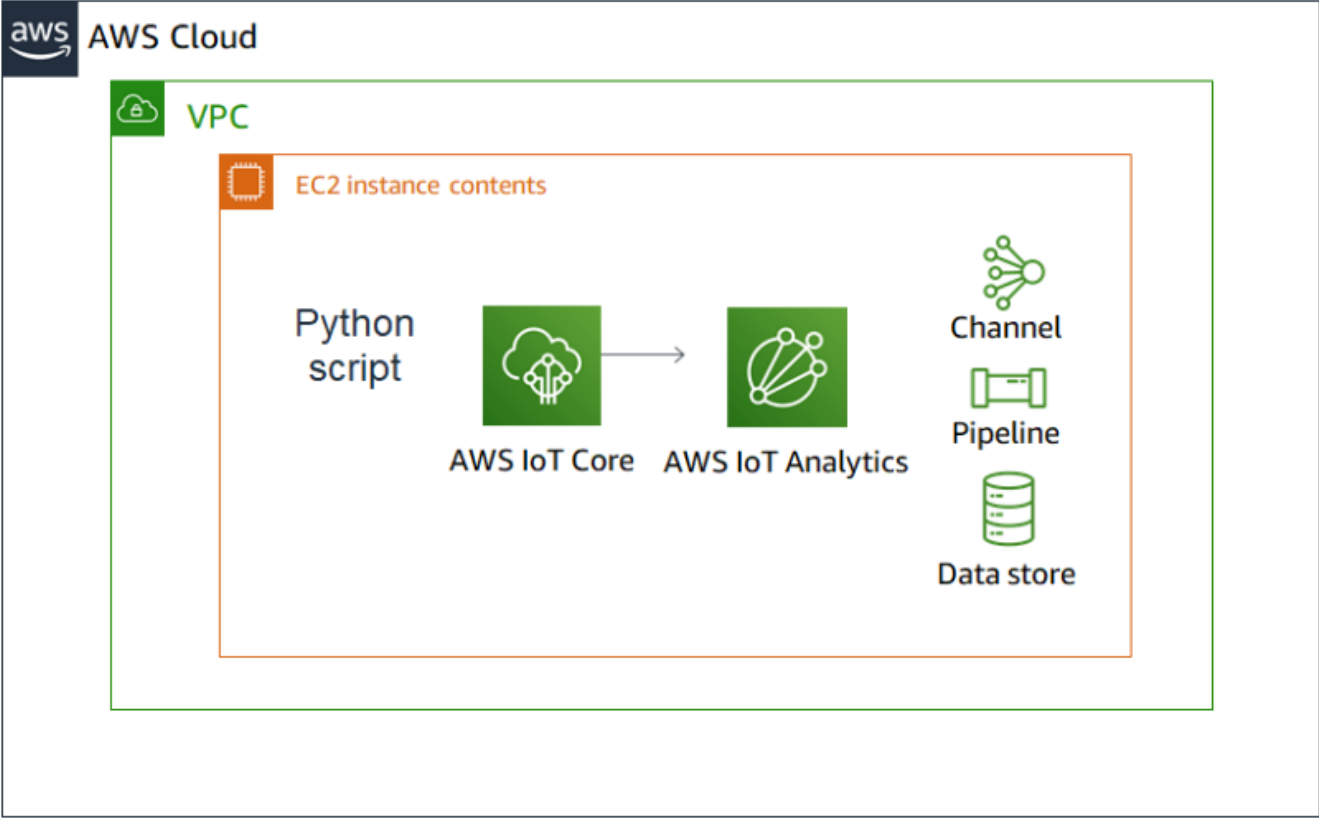 aws
AWS Cloud
VPC
EC2 instance contents
Python
script
AWS IoT Core
AWS IoT Analytics
Channel
Pipeline
Data store